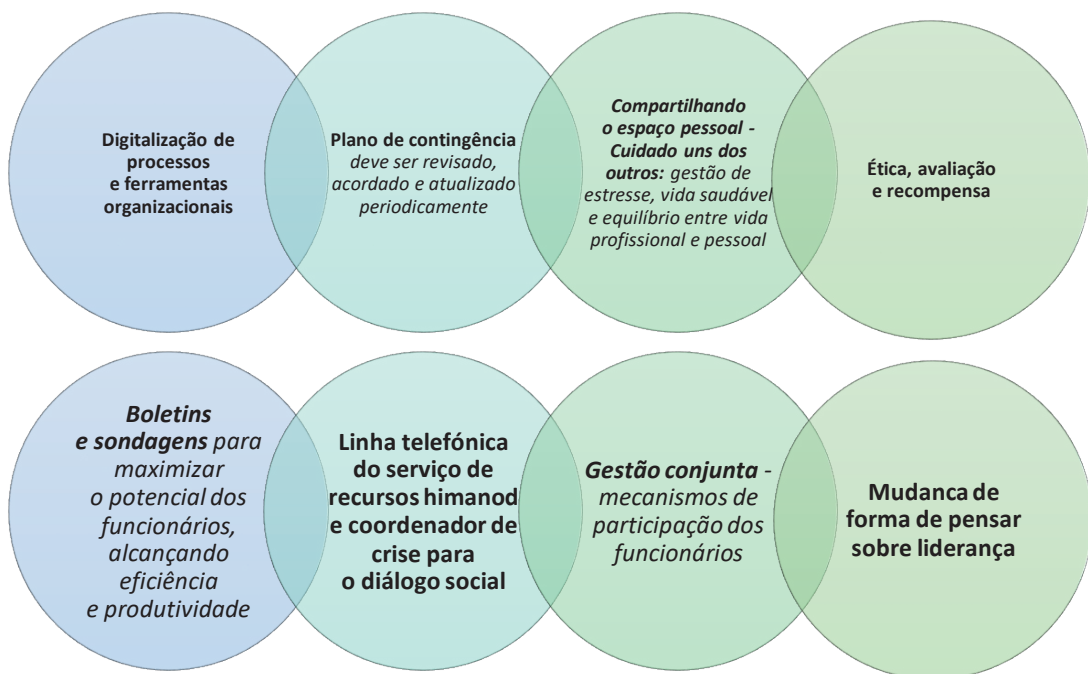 Digitalização de
processos
e ferramentas
organizacionais
Plano de contingência
deve ser revisado,
acordado e atualizado
periodicamente
Compartilhando
o espaço pessoal -
Cuidado uns dos
outros: gestão de
estresse, vida saudável
e equilíbrio entre vida
profissional e pessoal
Ética, avaliação
e recompensa
Boletins
e sondagens para
maximizar
o potencial dos
funcionários,
alcançando
eficiência
e produtividade
Linha telefónica
do serviço de
recursos himanod
e coordenador de
crise para
o diálogo social
Gestão conjunta -
mecanismos de
participação dos
funcionários
Mudanca de
forma de pensar
sobre liderança